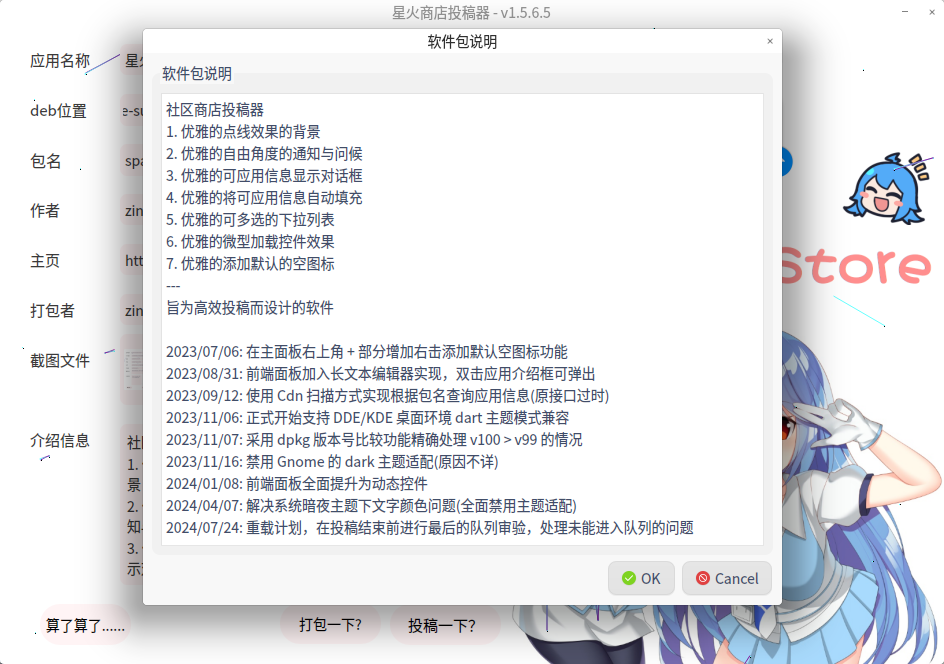 星火商店投稿器 - v1.5.6.5
软件包说明
应用名称
星火
deb位置
e-su
包名
spa
作者
zin
主页
htt
打包者
zin
截图文件
介绍信息
社
1.
景
2.
知
3.
示
软件包说明
社区商店投稿器
1. 优雅的点线效果的背景
2. 优雅的自由角度的通知与问候
3. 优雅的可应用信息显示对话框
4. 优雅的将可应用信息自动填充
5. 优雅的可多选的下拉列表
6. 优雅的微型加载控件效果
7. 优雅的添加默认的空图标
---
旨为高效投稿而设计的软件
2023/07/06: 在主面板右上角 + 部分增加右击添加默认空图标功能
2023/08/31: 前端面板加入长文本编辑器实现，双击应用介绍框可弹出
2023/09/12: 使用 Cdn 扫描方式实现根据包名查询应用信息(原接口过时)
2023/11/06: 正式开始支持 DDE/KDE 桌面环境 dart 主题模式兼容
2023/11/07: 采用 dpkg 版本号比较功能精确处理 v100 > v99 的情况
2023/11/16: 禁用 Gnome 的 dark 主题适配(原因不详)
2024/01/08: 前端面板全面提升为动态控件
2024/04/07: 解决系统暗夜主题下文字颜色问题(全面禁用主题适配)
2024/07/24: 重载计划，在投稿结束前进行最后的队列审验，处理未能进入队列的问题
OK
Cancel
Store
算了算了......
打包一下?
投稿一下?